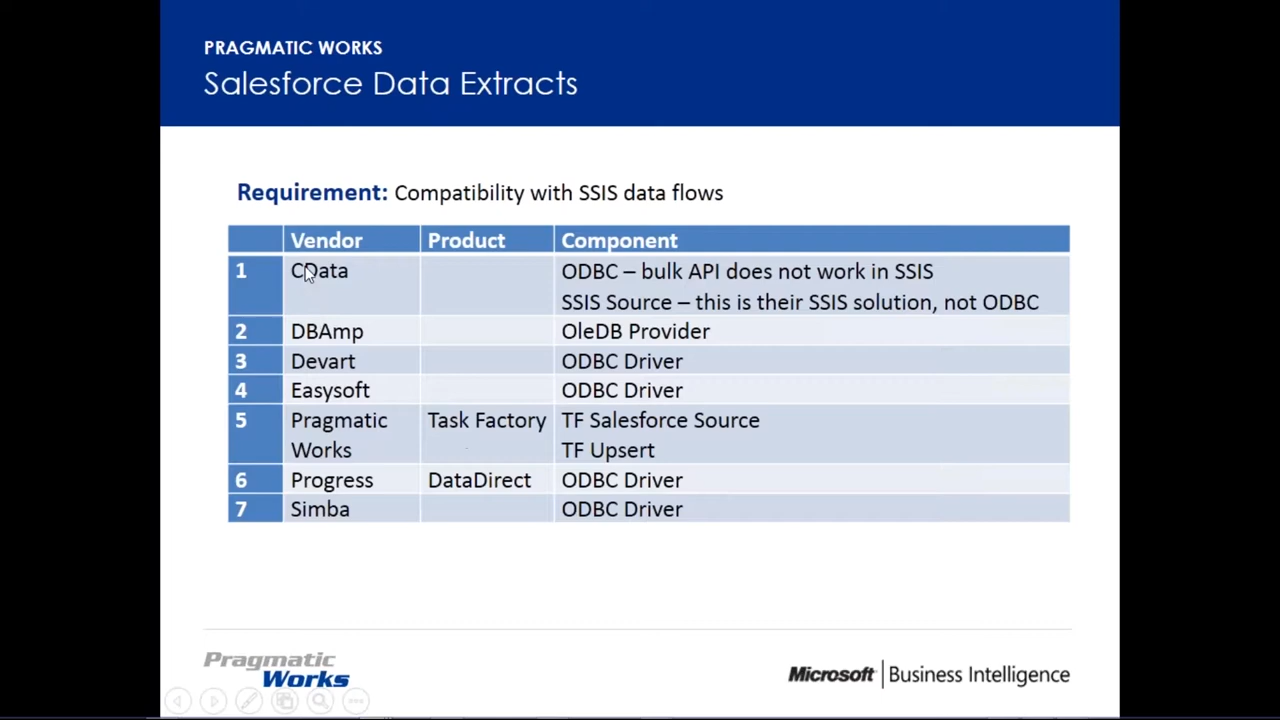 PRAGMATIC WORKS
Salesforce Data Extracts
Requirement: Compatibility with SSIS data flows
Vendor Product Component
1 CData ODBC – bulk API does not work in SSIS
SSIS Source – this is their SSIS solution, not ODBC
2 DBAmp OleDB Provider
3 Devart ODBC Driver
4 Easysoft ODBC Driver
5 Pragmatic Task Factory TF Salesforce Source
Works TF Upsert
6 Progress DataDirect ODBC Driver
7 Simba ODBC Driver
Pragmatic
Works
Microsoft Business Intelligence